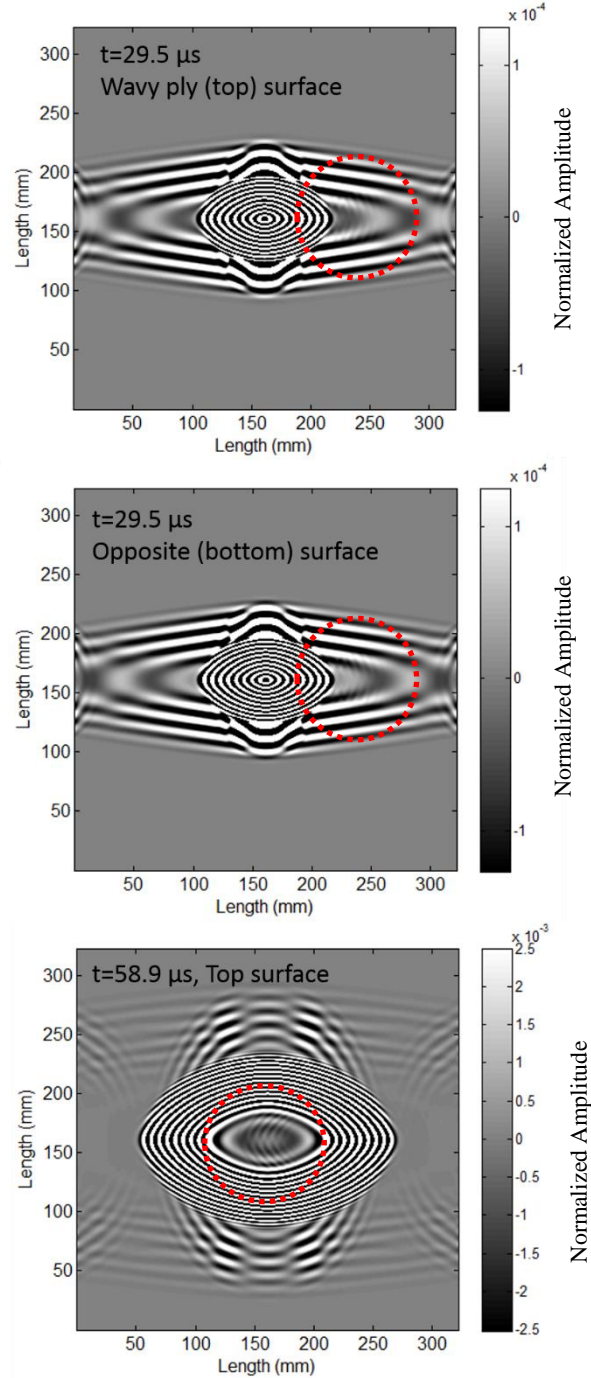 x 10⁻⁴
t=29.5 µs
Wavy ply (top) surface
300
250
200
150
100
50
50 100 150 200 250 300
Length (mm)
Length (mm)
1
0
-1
Normalized Amplitude
x 10⁻⁴
t=29.5 µs
Opposite (bottom) surface
300
250
200
150
100
50
50 100 150 200 250 300
Length (mm)
Length (mm)
1
0
-1
Normalized Amplitude
x 10⁻³
t=58.9 µs, Top surface
300
250
200
150
100
50
50 100 150 200 250 300
Length (mm)
Length (mm)
2.5
2
1.5
1
0.5
0
-0.5
-1
-1.5
-2
-2.5
Normalized Amplitude